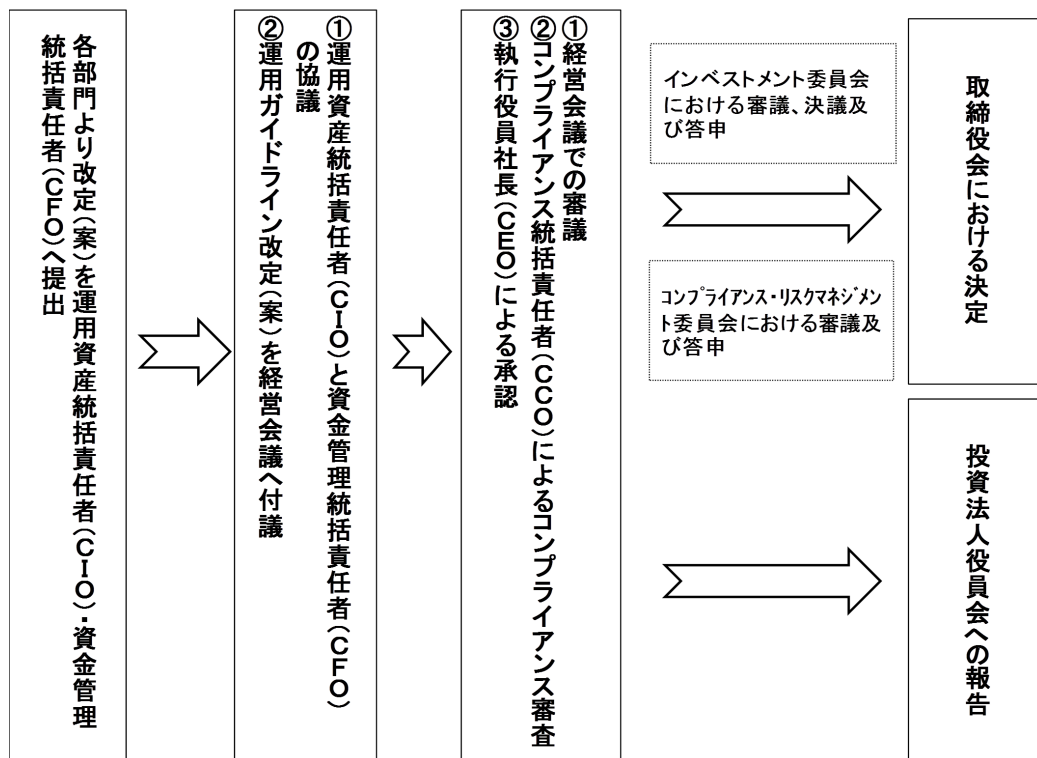 各部門より改定(案)を運用資産統括責任者(CIO)・資金管理
統括責任者(CFO)へ提出
①運用資産統括責任者(CIO)と資金管理統括責任者(CFO)
の協議
②運用ガイドライン改定(案)を経営会議へ付議
①経営会議での審議
②コンプライアンス統括責任者(CCO)によるコンプライアンス審査
③執行役員社長(CEO)による承認
インベストメント委員会
における審議、決議及
び答申
コンプライアンス・リスクマネジメン
ト委員会における審議及
び答申
取締役会における決定
投資法人役員会への報告